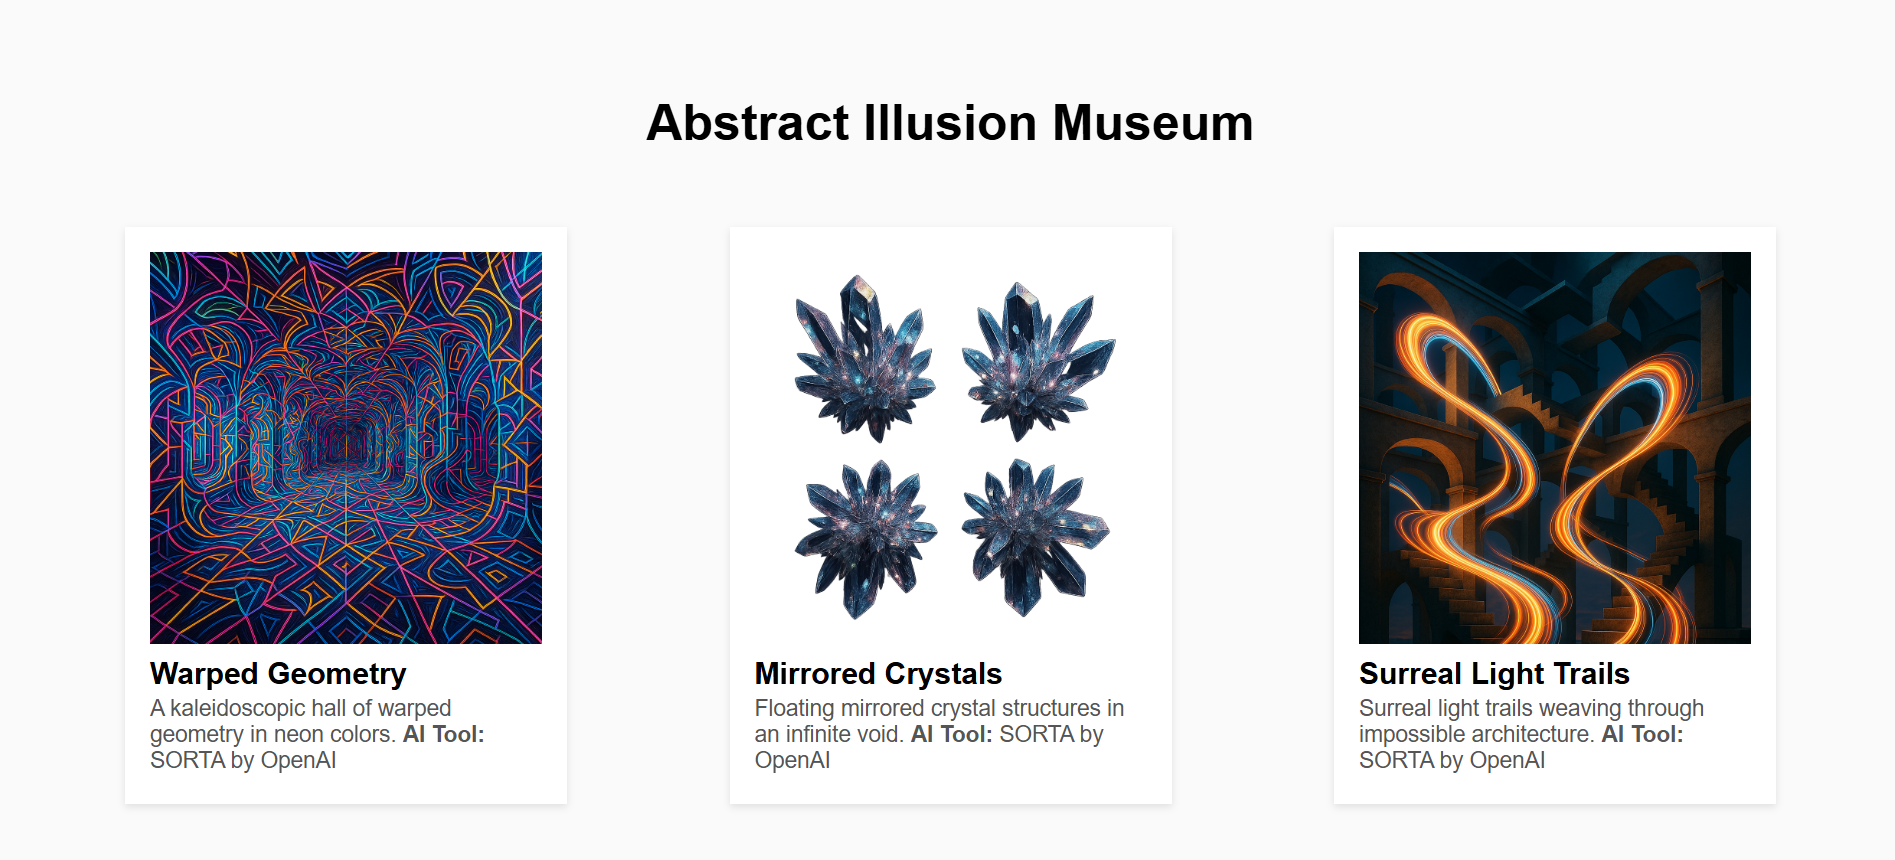 Abstract Illusion Museum
Warped Geometry
A kaleidoscopic hall of warped
geometry in neon colors. AI Tool:
SORTA by OpenAI
Mirrored Crystals
Floating mirrored crystal structures in
an infinite void. AI Tool: SORTA by
OpenAI
Surreal Light Trails
Surreal light trails weaving through
impossible architecture. AI Tool:
SORTA by OpenAI